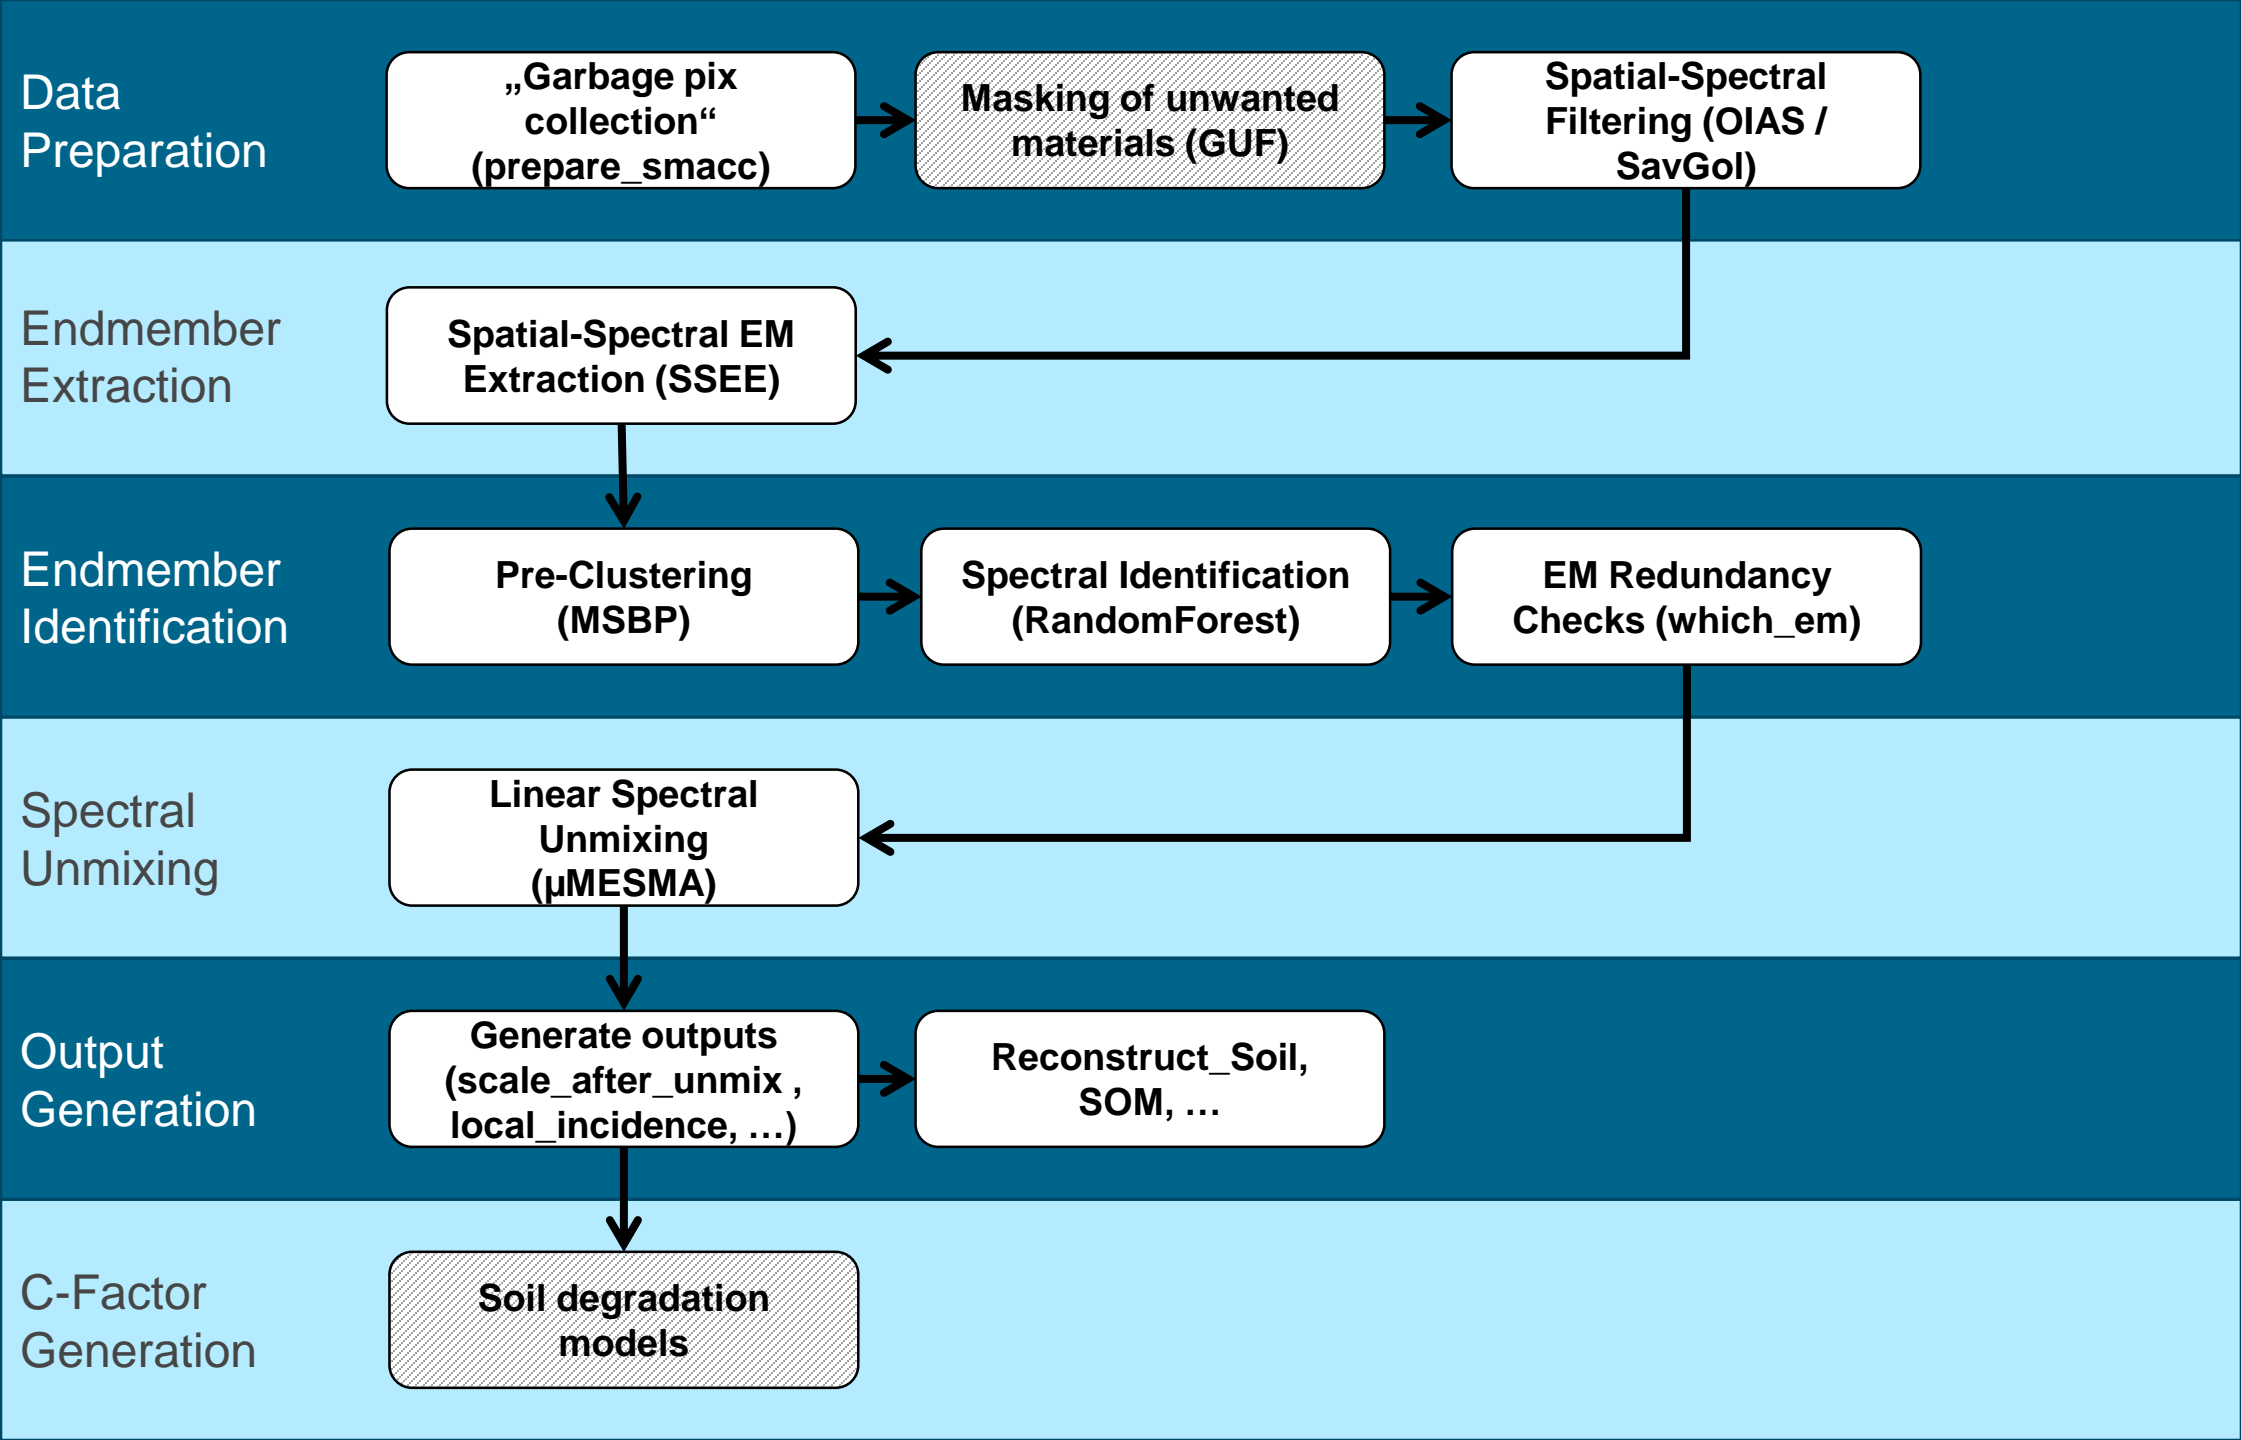 Data
Preparation
„Garbage pix
collection“
(prepare_smacc)
Masking of unwanted
materials (GUF)
Spatial-Spectral
Filtering (OIAS /
SavGol)
Endmember
Extraction
Spatial-Spectral EM
Extraction (SSEE)
Endmember
Identification
Pre-Clustering
(MSBP)
Spectral Identification
(RandomForest)
EM Redundancy
Checks (which_em)
Spectral
Unmixing
Linear Spectral
Unmixing
(µMESMA)
Output
Generation
Generate outputs
(scale_after_unmix ,
local_incidence, …)
Reconstruct_Soil,
SOM, …
C-Factor
Generation
Soil degradation
models